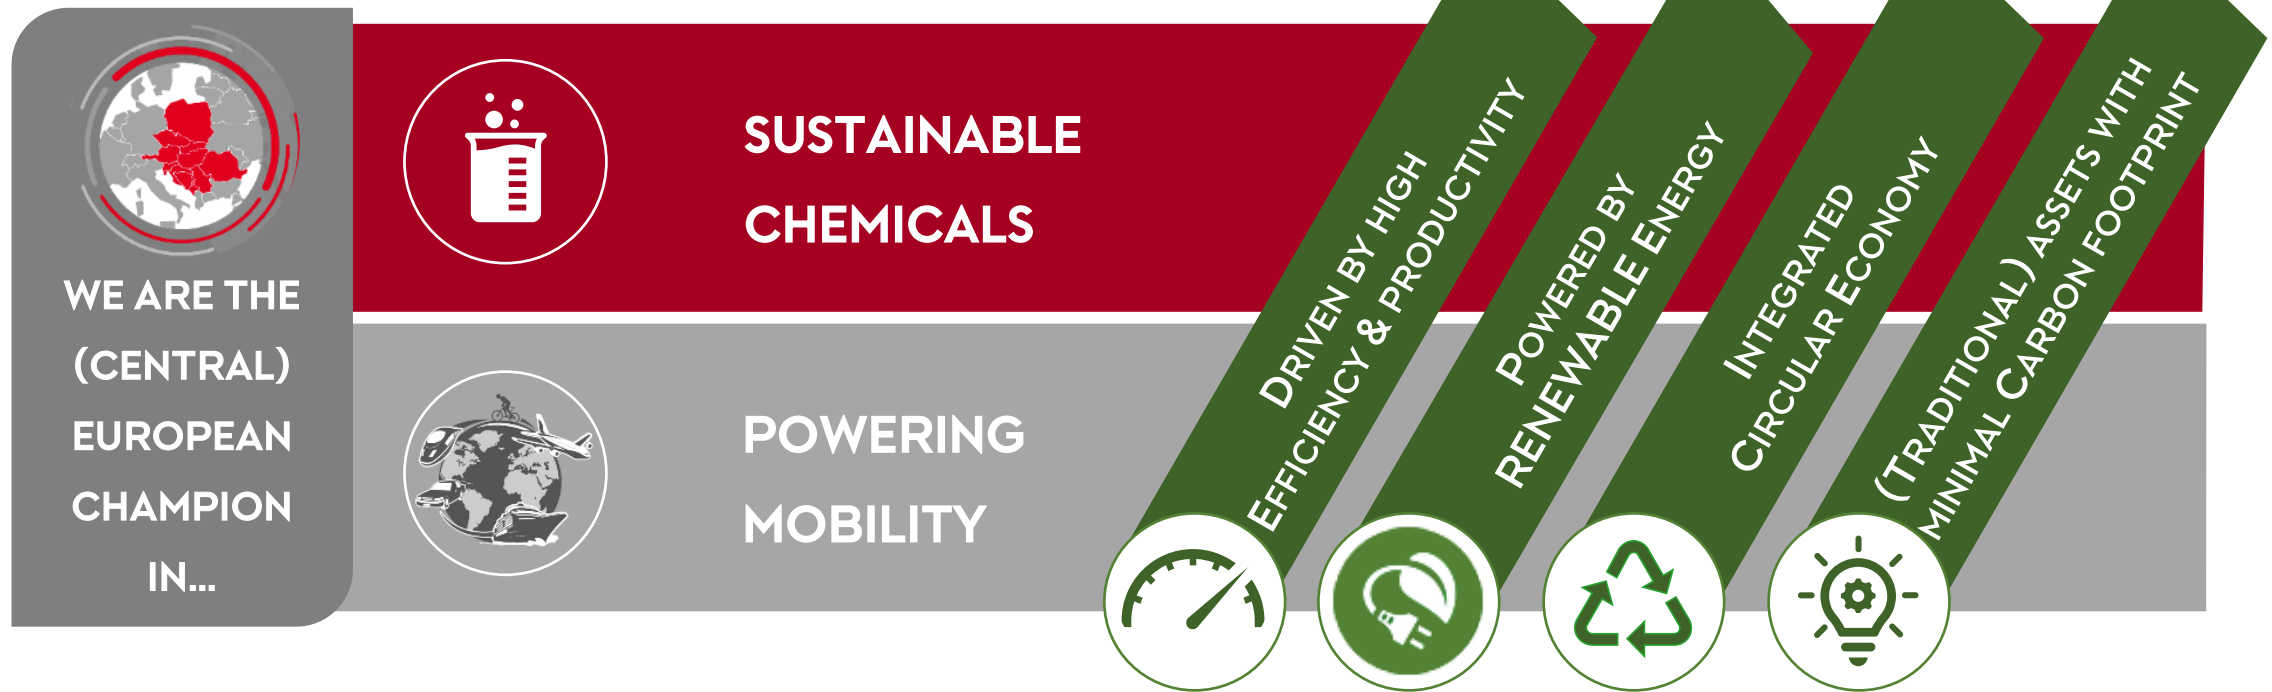 WE ARE THE
(CENTRAL)
EUROPEAN
CHAMPION
IN...
SUSTAINABLE
CHEMICALS
POWERING
MOBILITY
DRIVEN BY HIGH
EFFICIENCY & PRODUCTIVITY
POWERED BY
RENEWABLE ENERGY
INTEGRATED
CIRCULAR ECONOMY
(TRADITIONAL) ASSETS WITH
MINIMAL CARBON FOOTPRINT